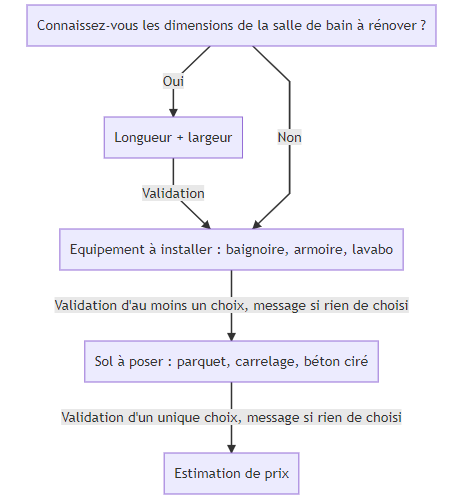 Connaissez-vous les dimensions de la salle de bain à rénover ?
Oui
Longueur + largeur
Non
Validation
Equipement à installer : baignoire, armoire, lavabo
Validation d'au moins un choix, message si rien de choisi
Sol à poser : parquet, carrelage, béton ciré
Validation d'un unique choix, message si rien de choisi
Estimation de prix